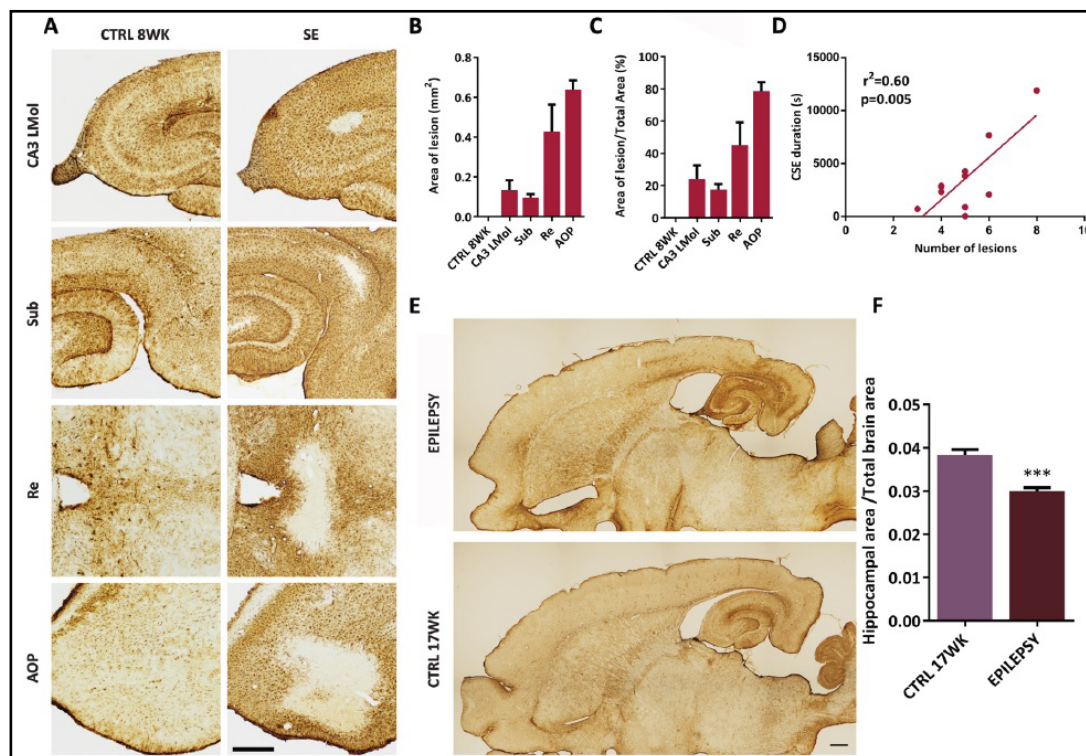 A
CTRL 8WK
SE
CA3 LMol
Sub
Re
AOP
B
Area of lesion (mm²)
0.8
0.6
0.4
0.2
0.0
CTRL 8WK
CA3 LMol
Sub
Re
AOP
C
Area of lesion/Total Area (%)
100
80
60
40
20
0
CTRL 8WK
CA3 LMol
Sub
Re
AOP
D
CSE duration (s)
15000
10000
5000
0
r²=0.60
p=0.005
0
2
4
6
8
10
Number of lesions
E
EPILEPSY
CTRL 17WK
F
Hippocampal area /Total brain area
0.05
0.04
0.03
0.02
0.01
0.00
***
CTRL 17WK
EPILEPSY